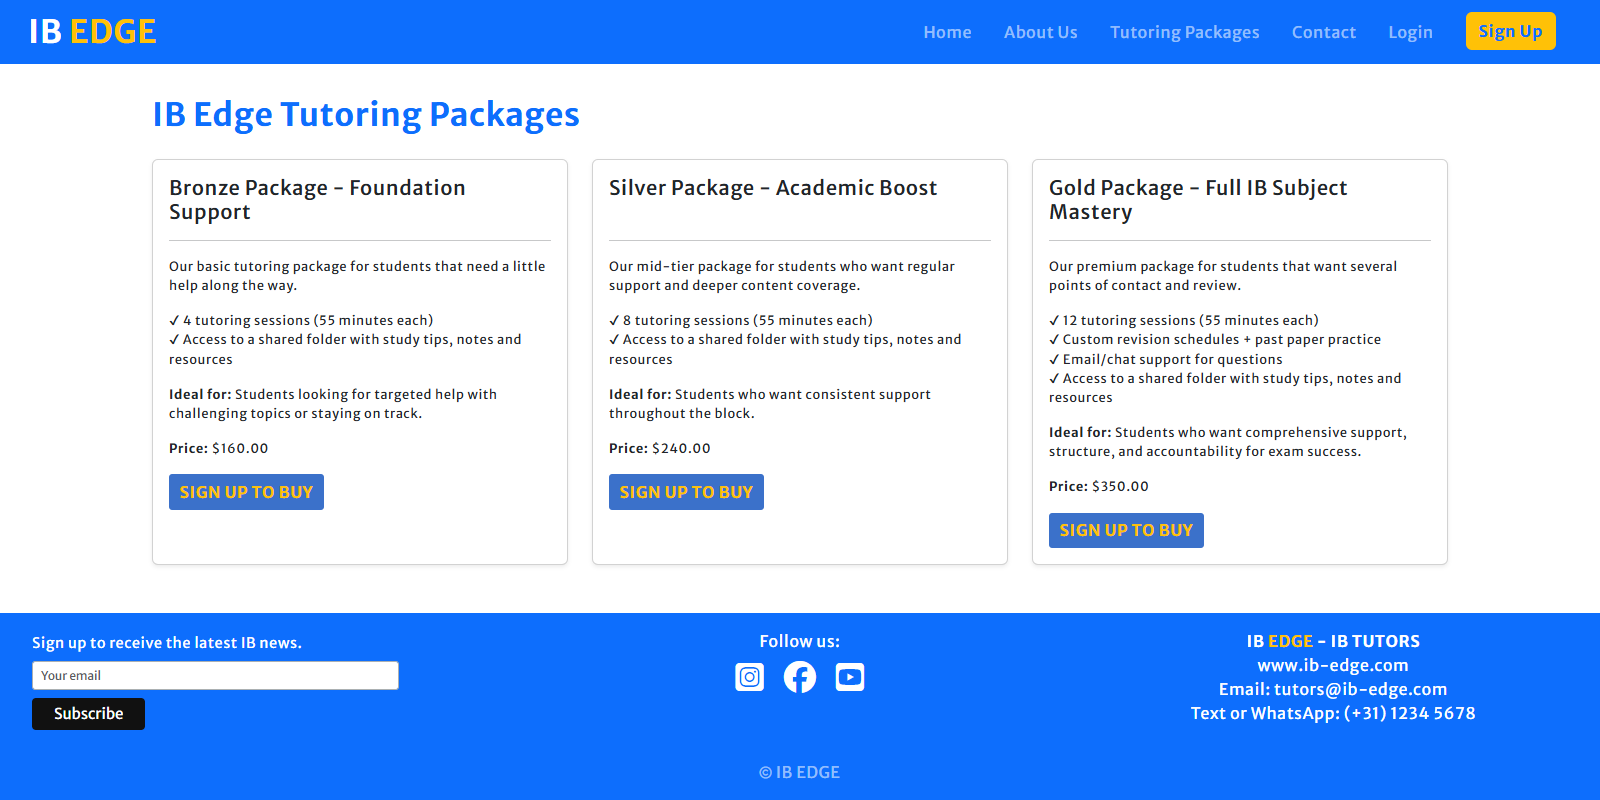 IB EDGE
Home
About Us
Tutoring Packages
Contact
Login
Sign Up
IB Edge Tutoring Packages
Bronze Package - Foundation
Support
Our basic tutoring package for students that need a little
help along the way.
✓ 4 tutoring sessions (55 minutes each)
✓ Access to a shared folder with study tips, notes and
resources
Ideal for: Students looking for targeted help with
challenging topics or staying on track.
Price: $160.00
SIGN UP TO BUY
Silver Package - Academic Boost
Our mid-tier package for students who want regular
support and deeper content coverage.
✓ 8 tutoring sessions (55 minutes each)
✓ Access to a shared folder with study tips, notes and
resources
Ideal for: Students who want consistent support
throughout the block.
Price: $240.00
SIGN UP TO BUY
Gold Package - Full IB Subject
Mastery
Our premium package for students that want several
points of contact and review.
✓ 12 tutoring sessions (55 minutes each)
✓ Custom revision schedules + past paper practice
✓ Email/chat support for questions
✓ Access to a shared folder with study tips, notes and
resources
Ideal for: Students who want comprehensive support,
structure, and accountability for exam success.
Price: $350.00
SIGN UP TO BUY
Sign up to receive the latest IB news.
Your email
Subscribe
Follow us:
IB EDGE - IB TUTORS
www.ib-edge.com
Email: tutors@ib-edge.com
Text or WhatsApp: (+31) 1234 5678
© IB EDGE